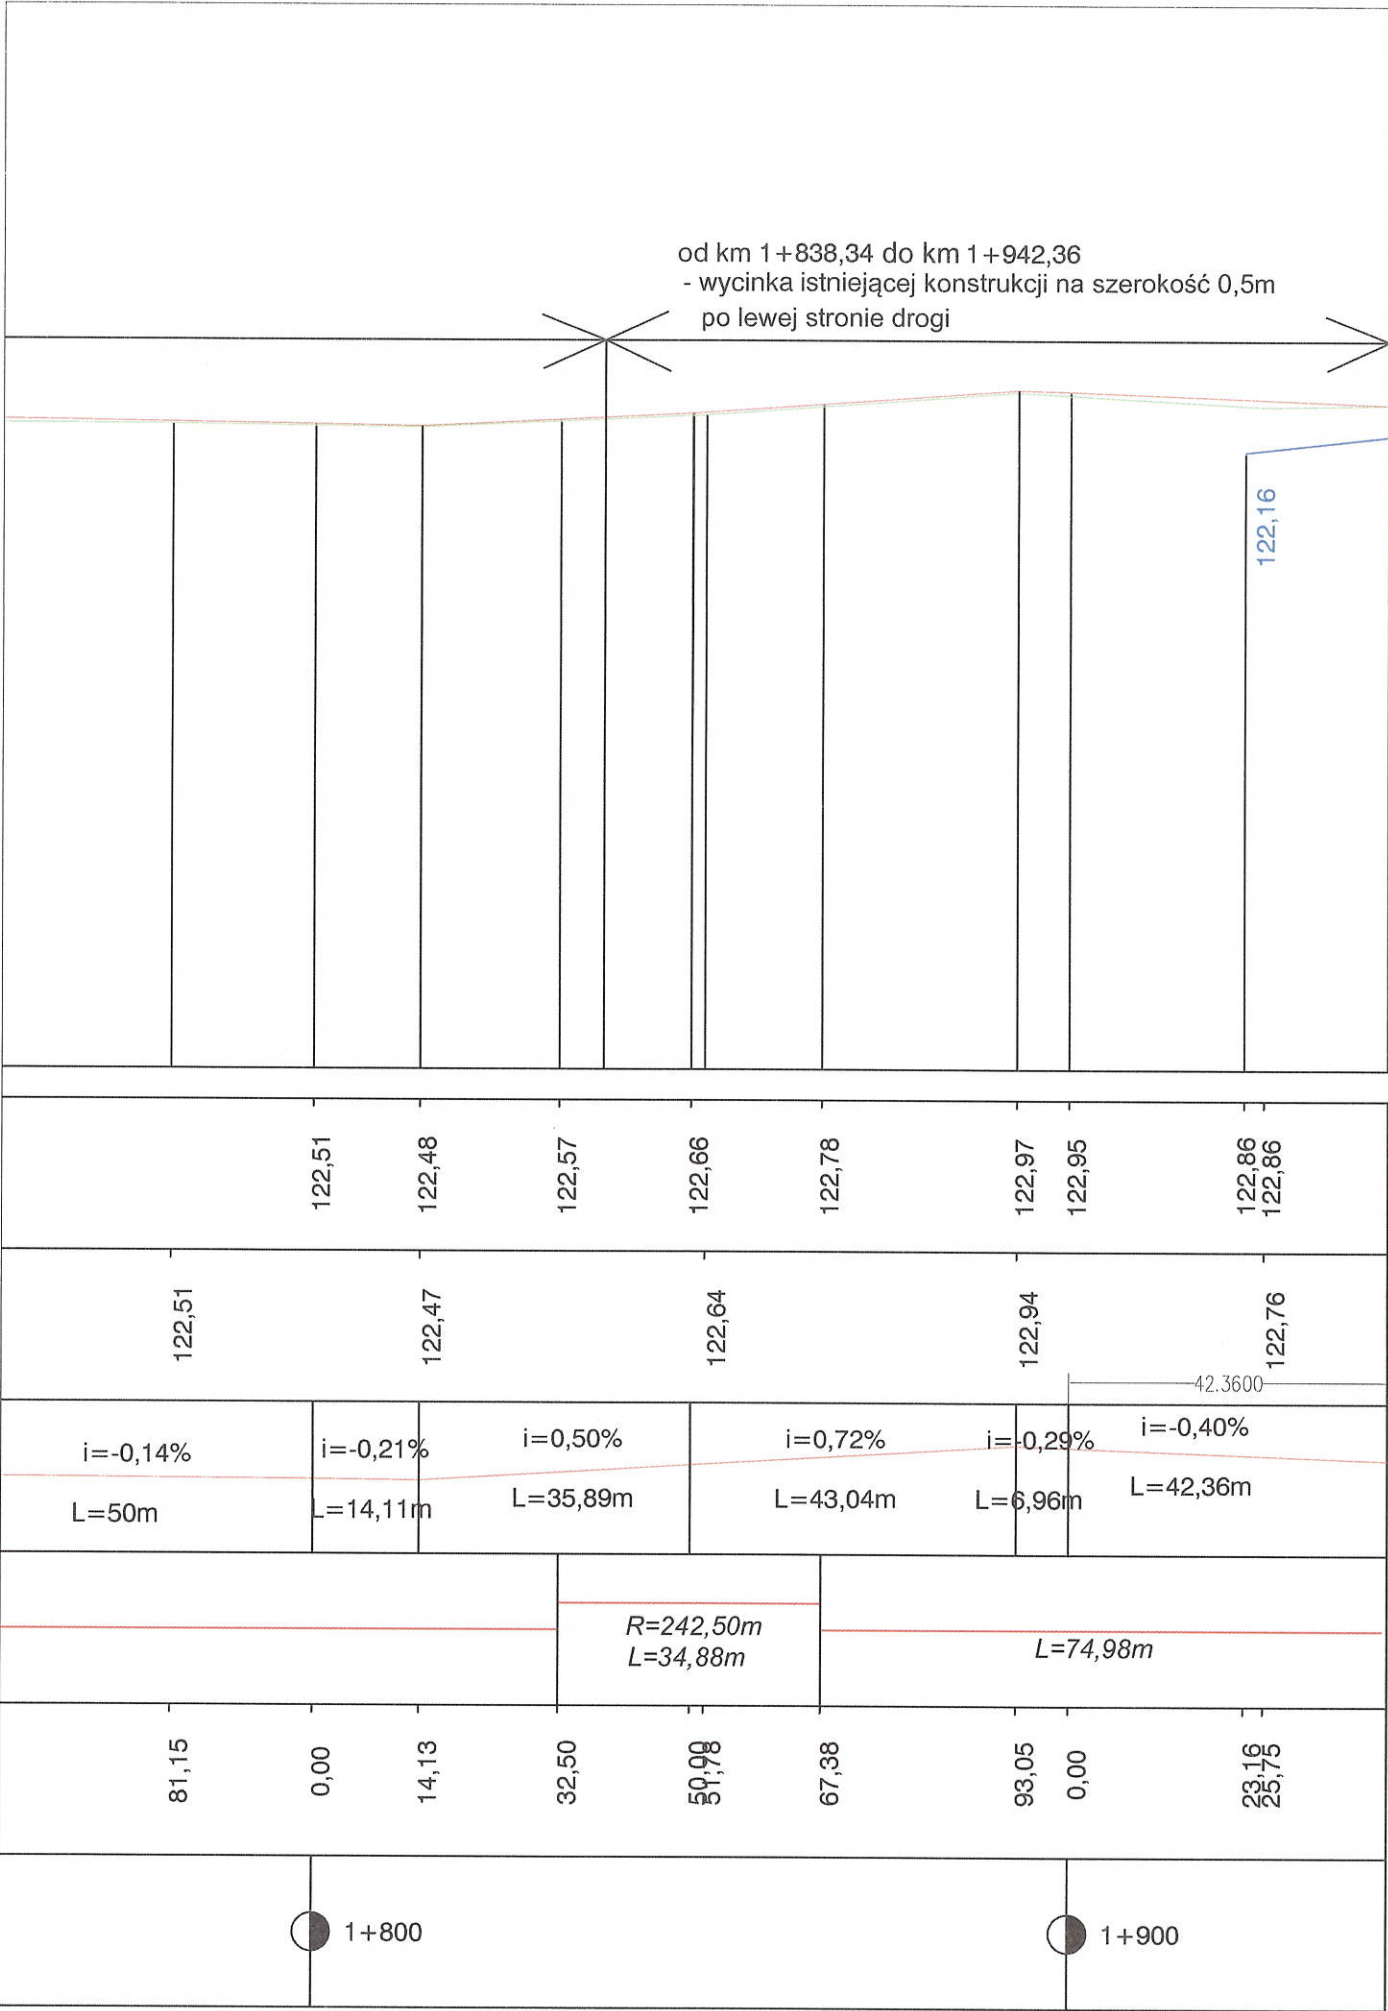 od km 1+838,34 do km 1+942,36
- wycinka istniejącej konstrukcji na szerokość 0,5m
po lewej stronie drogi
122,16
122,51
122,48
122,57
122,66
122,78
122,97
122,95
122,86
122,86
122,51
122,47
122,64
122,94
122,76
42.3600
i=-0,14%
L=50m
i=-0,21%
L=14,11m
i=0,50%
L=35,89m
i=0,72%
L=43,04m
i=-0,29%
L=6,96m
i=-0,40%
L=42,36m
R=242,50m
L=34,88m
L=74,98m
81,15
0,00
14,13
32,50
50,00
51,78
67,38
93,05
0,00
23,16
25,75
1+800
1+900